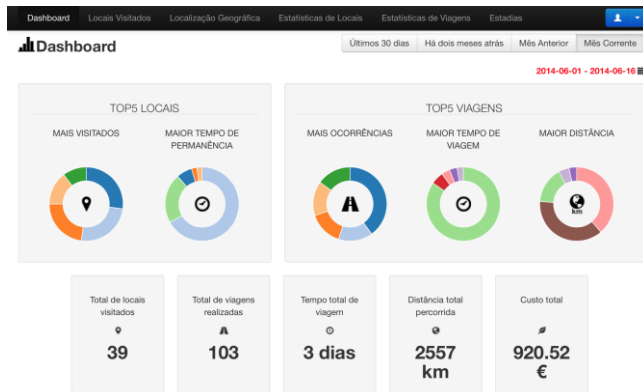 Dashboard Locais Visitados Localização Geográfica Estatísticas de Locais Estatísticas de Viagens Estadias
Dashboard
Últimos 30 dias Há dois meses atrás Mês Anterior Mês Corrente
2014-06-01 - 2014-06-16
TOP5 LOCAIS
MAIS VISITADOS
MAIOR TEMPO DE
PERMANÊNCIA
TOP5 VIAGENS
MAIS OCORRÊNCIAS
MAIOR TEMPO DE
VIAGEM
MAIOR DISTÂNCIA
km
Total de locais
visitados
39
Total de viagens
realizadas
103
Tempo total de
viagem
3 dias
Distância total
percorrida
2557
km
Custo total
920.52
€